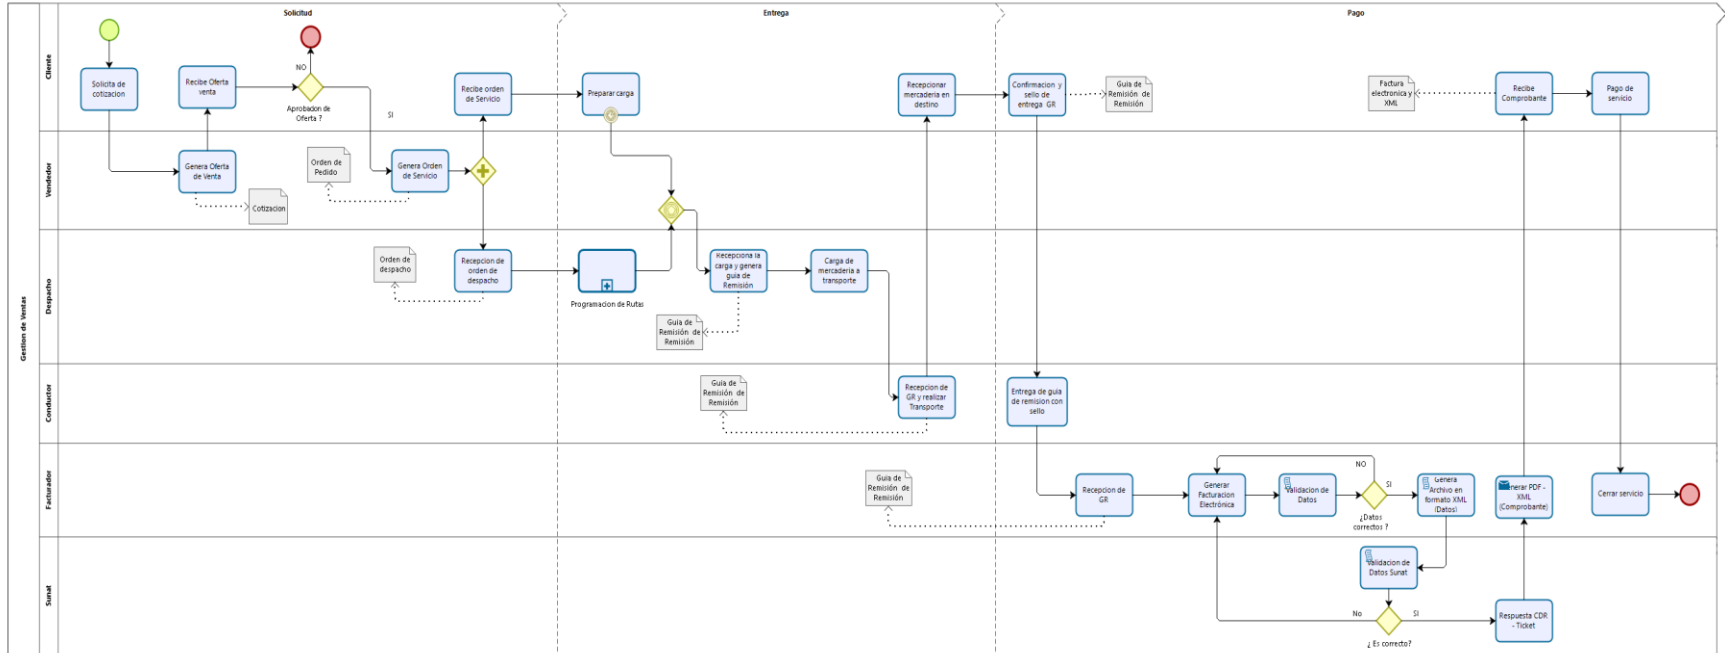 Solicitud
Entrega
Pago
Gestion de Ventas
Cliente
Solicita de
cotizacion
Recibe Oferta
venta
NO
Aprobacion de
Oferta ?
SI
Recibe orden
de Servicio
Preparar carga
Recepcionar
mercaderia en
destino
Confirmacion y
sello de
entrega GR
Guia de
Remisión de
Remisión
Factura
electronica y
XML
Recibe
Comprobante
Pago de
servicio
Vendedor
Genera Oferta
de Venta
Cotizacion
Orden de
Pedido
Genera Orden
de Servicio
Despacho
Orden de
despacho
Recepcion de
orden de
despacho
Programacion de Rutas
Recepciona la
carga y genera
guia de
Remisión
Carga de
mercaderia a
transporte
Guia de
Remisión de
Remisión
Conductor
Guia de
Remisión de
Remisión
Recepcion de
GR y realizar
Transporte
Entrega de guia
de remision con
sello
Facturador
Guia de
Remisión de
Remisión
Recepcion de
GR
Generar
Facturacion
Electrónica
Validacion de
Datos
NO
SI
¿Datos
correctos ?
Genera
Archivo en
formato XML
(Datos)
Generar PDF -
XML
(Comprobante)
Cerrar servicio
Sunat
Validacion de
Datos Sunat
No
SI
¿ Es correcto?
Respuesta CDR
- Ticket